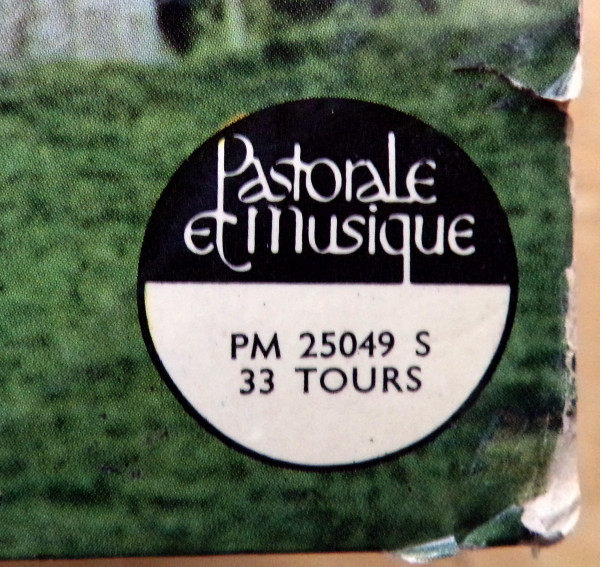 Pastorale
et Musique
PM 25049 S
33 TOURS